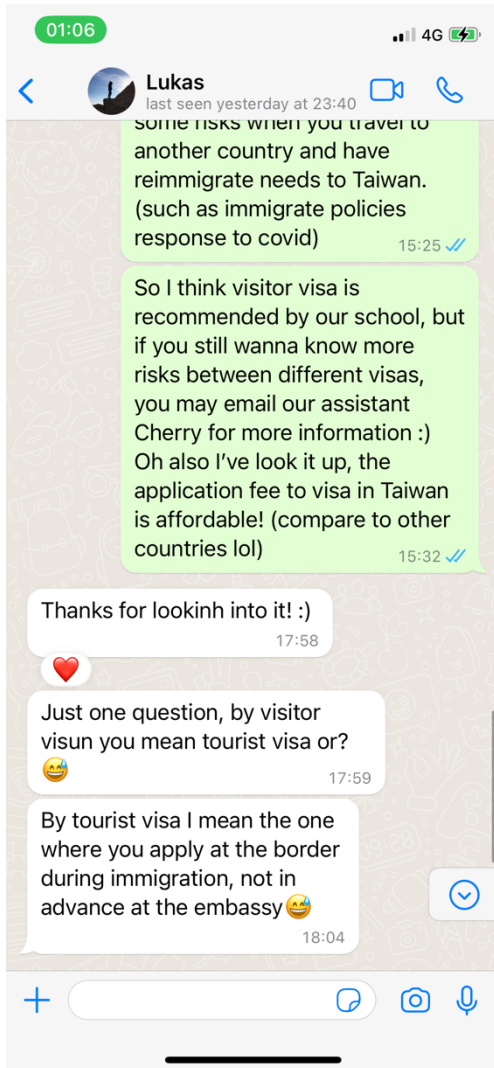 01:06
4G
Lukas
last seen yesterday at 23:40
some risks when you travel to
another country and have
reimmigrate needs to Taiwan.
(such as immigrate policies
response to covid)
15:25
So I think visitor visa is
recommended by our school, but
if you still wanna know more
risks between different visas,
you may email our assistant
Cherry for more information :)
Oh also I've look it up, the
application fee to visa in Taiwan
is affordable! (compare to other
countries lol)
15:32
Thanks for lookinh into it! :)
17:58
❤️
Just one question, by visitor
visun you mean tourist visa or?
😅
17:59
By tourist visa I mean the one
where you apply at the border
during immigration, not in
advance at the embassy😅
18:04